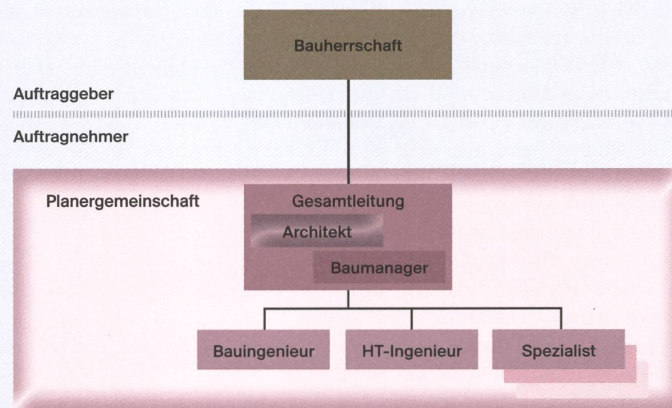 Bauherrschaft
Auftraggeber
Auftragnehmer
Planergemeinschaft
Gesamtleitung
Architekt
Baumanager
Bauingenieur
HT-Ingenieur
Spezialist